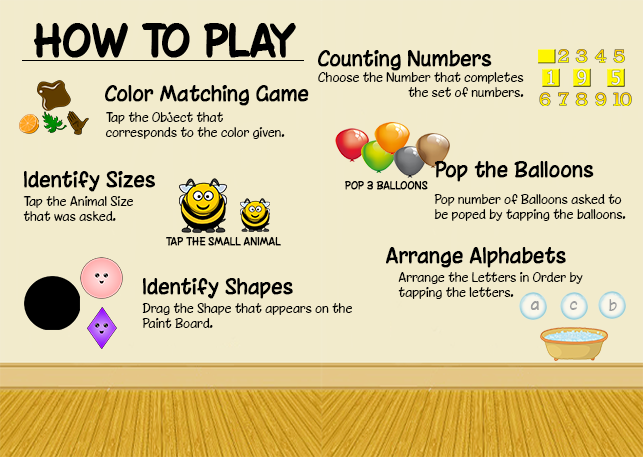 HOW TO PLAY
Color Matching Game
Tap the Object that
corresponds to the color given.
Identify Sizes
Tap the Animal Size
that was asked.
TAP THE SMALL ANIMAL
Identify Shapes
Drag the Shape that appears on the
Paint Board.
Counting Numbers
Choose the Number that completes
the set of numbers.
2 3 4 5
1 9 5
6 7 8 9 10
POP 3 BALLOONS
Pop the Balloons
Pop number of Balloons asked to
be poped by tapping the balloons.
Arrange Alphabets
Arrange the Letters in Order by
tapping the letters.
a c b